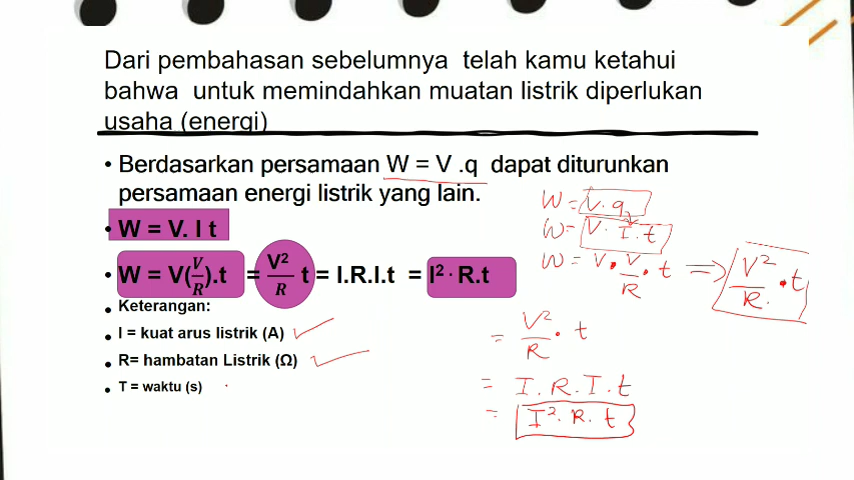 Dari pembahasan sebelumnya telah kamu ketahui
bahwa untuk memindahkan muatan listrik diperlukan
usaha (energi)
• Berdasarkan persamaan W = V .q dapat diturunkan
persamaan energi listrik yang lain.
• W = V. I t
• W = V(V/R).t = V²/R t = I.R.I.t = I² · R.t
• Keterangan:
• I = kuat arus listrik (A)
• R= hambatan Listrik (Ω)
• T = waktu (s)
W = V. q
W = V. I. t
W = V . V/R . t => V²/R . t
= V²/R . t
= I. R. I. t
= I². R. t